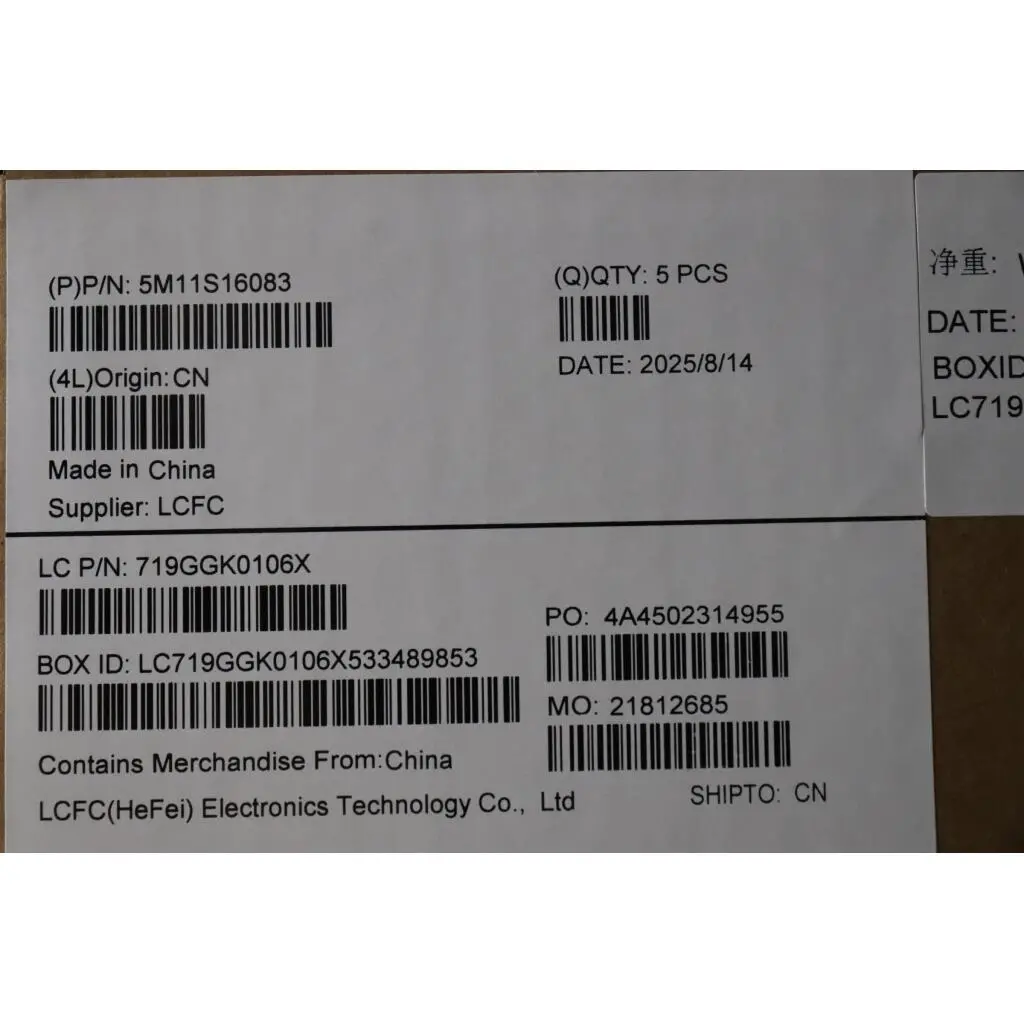 (P)P/N: 5M11S16083
(Q)QTY: 5 PCS
DATE: 2025/8/14
(4L)Origin:CN
Made in China
Supplier: LCFC
LC P/N: 719GGK0106X
BOX ID: LC719GGK0106X533489853
PO: 4A4502314955
MO: 21812685
Contains Merchandise From:China
LCFC(HeFei) Electronics Technology Co., Ltd
SHIPTO: CN
净重:
DATE:
BOXID
LC719